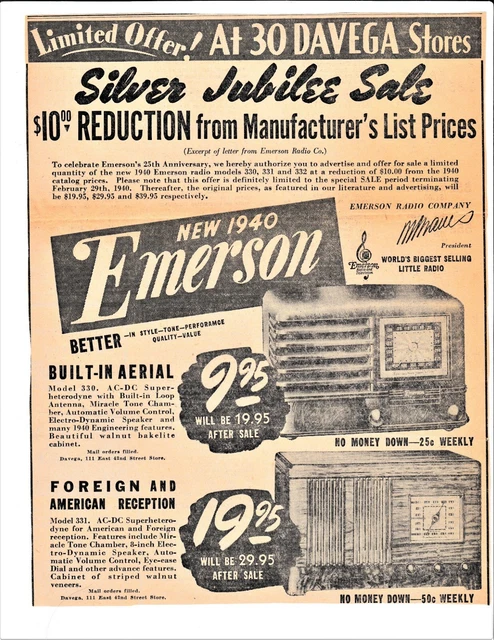 Limited Offer! At 30 DAVEGA Stores
Silver Jubilee Sale
$10.00 REDUCTION from Manufacturer's List Prices
(Excerpt of letter from Emerson Radio Co.)
To celebrate Emerson's 25th Anniversary, we hereby authorize you to advertise and offer for sale a limited
quantity of the new 1940 Emerson radio models 330, 331 and 332 at a reduction of $10.00 from the 1940
catalog prices. Please note that this offer is definitely limited to the special SALE period terminating
February 29th, 1940. Thereafter, the original prices, as featured in our literature and advertising, will
be $19.95, $29.95 and $39.95 respectively.
EMERSON RADIO COMPANY
President
NEW 1940
Emerson
Emerson
WORLD'S BIGGEST SELLING
LITTLE RADIO
BETTER—IN STYLE—TONE—PERFORAMCE
QUALITY—VALUE
BUILT-IN AERIAL
Model 330. AC-DC Super-
heterodyne with Built-in Loop
Antenna, Miracle Tone Cham-
ber, Automatic Volume Control,
Electro-Dynamic Speaker and
many 1940 Engineering features.
Beautiful walnut bakelite
cabinet.
Mail orders filled.
Davega, 111 East 42nd Street Store.
9.95
WILL BE 19.95
AFTER SALE
NO MONEY DOWN—25c WEEKLY
FOREIGN AND
AMERICAN RECEPTION
Model 331. AC-DC Superhetero-
dyne for American and Foreign
reception. Features include Mir-
acle Tone Chamber, 8-inch Elec-
tro-Dynamic Speaker, Auto-
matic Volume Control, Eye-ease
Dial and other advance features.
Cabinet of striped walnut
veneers.
Mail orders filled.
Davega, 111 East 42nd Street Store.
19.95
WILL BE 29.95
AFTER SALE
NO MONEY DOWN—50c WEEKLY